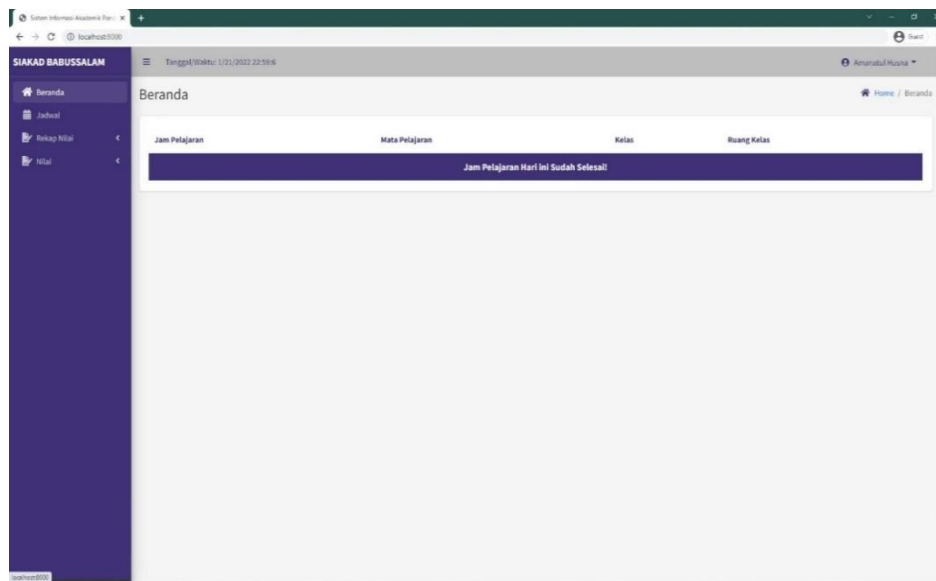 Sistem Informasi Akademik Pon
localhost:8000
Guest
SIAKAD BABUSSALAM
Tanggal/Waktu: 1/21/2022 22:59:6
Amanatul Husna
Beranda
Jadwal
Rekap Nilai
Nilai
Beranda
Home / Beranda
Jam Pelajaran Mata Pelajaran Kelas Ruang Kelas
Jam Pelajaran Hari ini Sudah Selesai!
localhost:8000